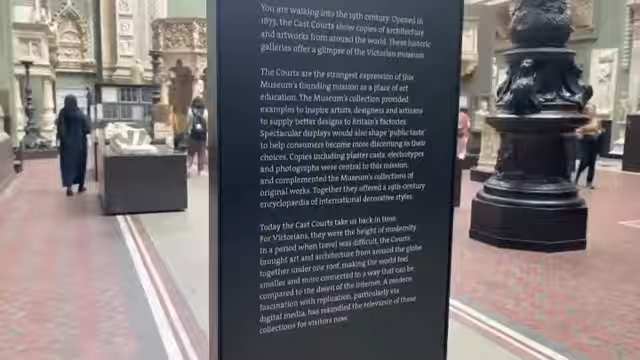 You are walking into the 19th century. Opened in
1873, the Cast Courts show copies of architecture
and artworks from around the world. These historic
galleries offer a glimpse of the Victorian museum.
The Courts are the strongest expression of this
Museum's founding mission as a place of art
education. The Museum's collection provided
examples to inspire artists, designers and artisans
to supply better designs to Britain's factories.
Spectacular displays would also shape 'public taste'
to help consumers become more discerning in their
choices. Copies including plaster casts, electrotypes
and photographs were central to this mission,
and complemented the Museum's collections of
original works. Together they offered a 19th-century
encyclopaedia of international decorative styles.
Today the Cast Courts take us back in time.
For Victorians, they were the height of modernity.
In a period when travel was difficult, the Courts
brought art and architecture from around the globe
together under one roof, making the world feel
smaller and more connected in a way that can be
compared to the dawn of the internet. A modern
fascination with replication, particularly via
digital media, has rekindled the relevance of these
collections for visitors now.